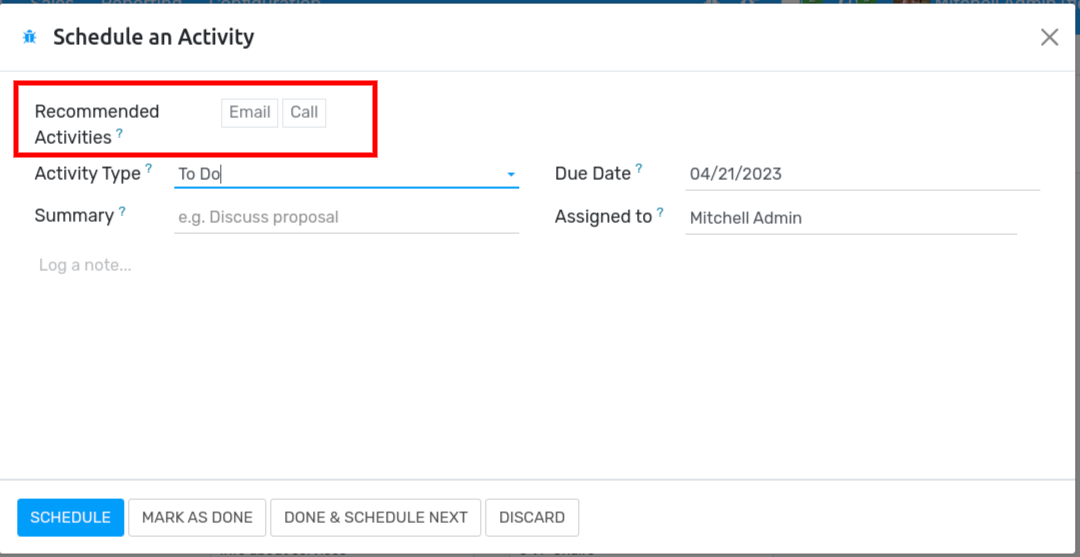 Schedule an Activity
Recommended Activities ? Email Call
Activity Type ? To Do Due Date ? 04/21/2023
Summary ? e.g. Discuss proposal Assigned to ? Mitchell Admin
Log a note...
SCHEDULE MARK AS DONE DONE & SCHEDULE NEXT DISCARD